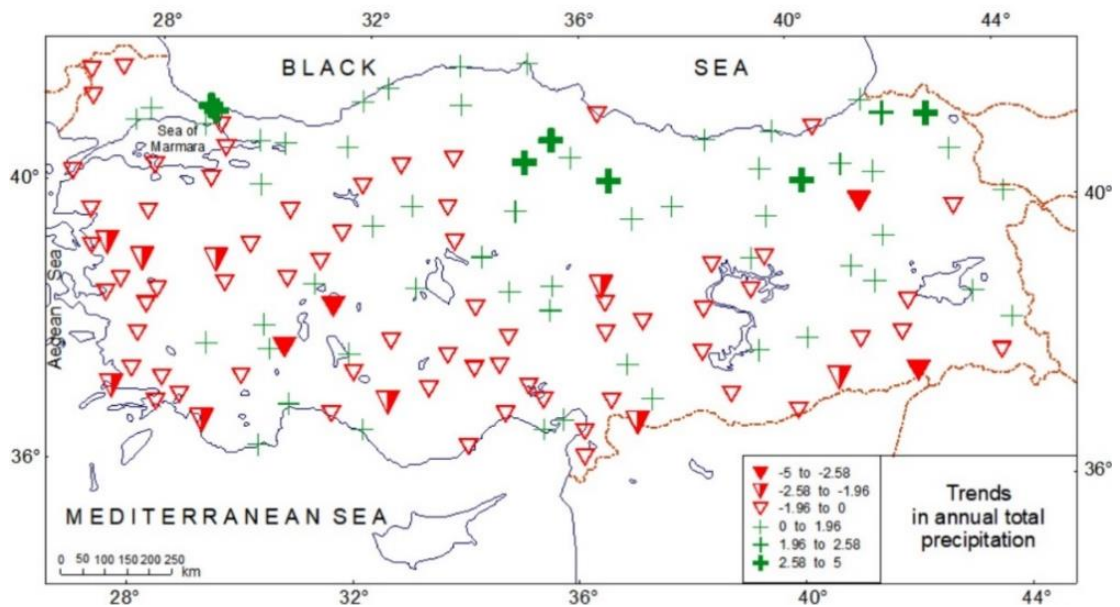 28° 32° 36° 40° 44°
BLACK SEA
Sea of
Marmara
40° 40°
Aegean Sea
36° 36°
MEDITERRANEAN SEA
-5 to -2.58
-2.58 to -1.96
-1.96 to 0
0 to 1.96
1.96 to 2.58
2.58 to 5
Trends
in annual total
precipitation
0 50 100 150 200 250
km
28° 32° 36° 40° 44°